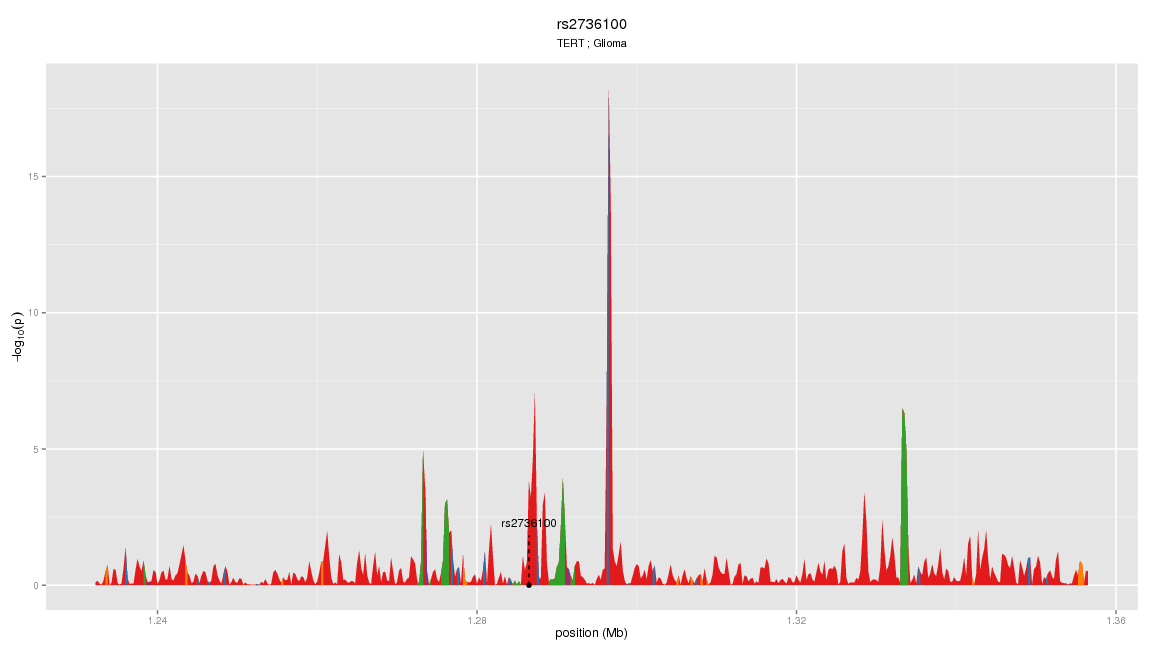 rs2736100
TERT ; Glioma
15
10
5
0
−log10(p)
rs2736100
1.24
1.28
1.32
1.36
position (Mb)